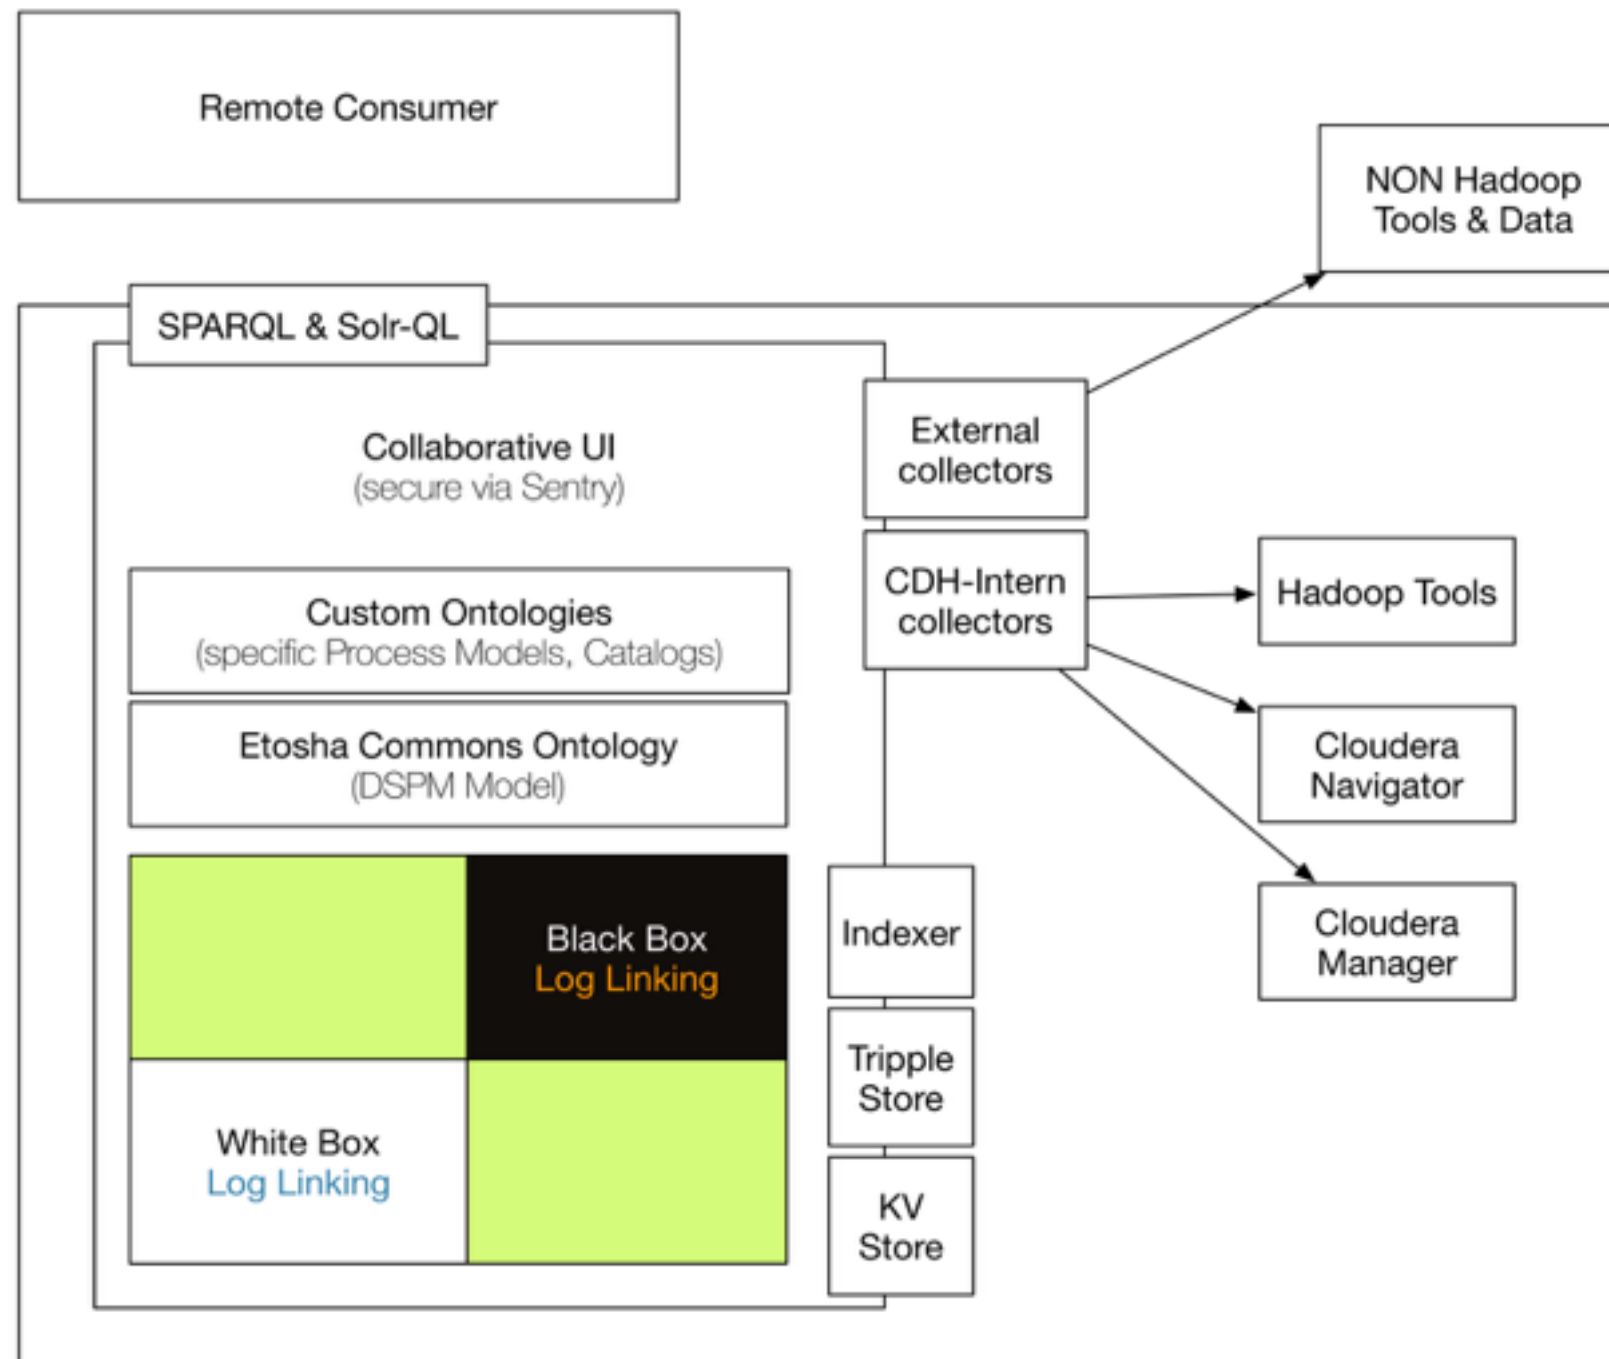 Remote Consumer
NON Hadoop
Tools & Data
SPARQL & Solr-QL
Collaborative UI
(secure via Sentry)
External
collectors
CDH-Intern
collectors
Hadoop Tools
Custom Ontologies
(specific Process Models, Catalogs)
Cloudera
Navigator
Etosha Commons Ontology
(DSPM Model)
Cloudera
Manager
Black Box
Log Linking
Indexer
Tripple
Store
White Box
Log Linking
KV
Store